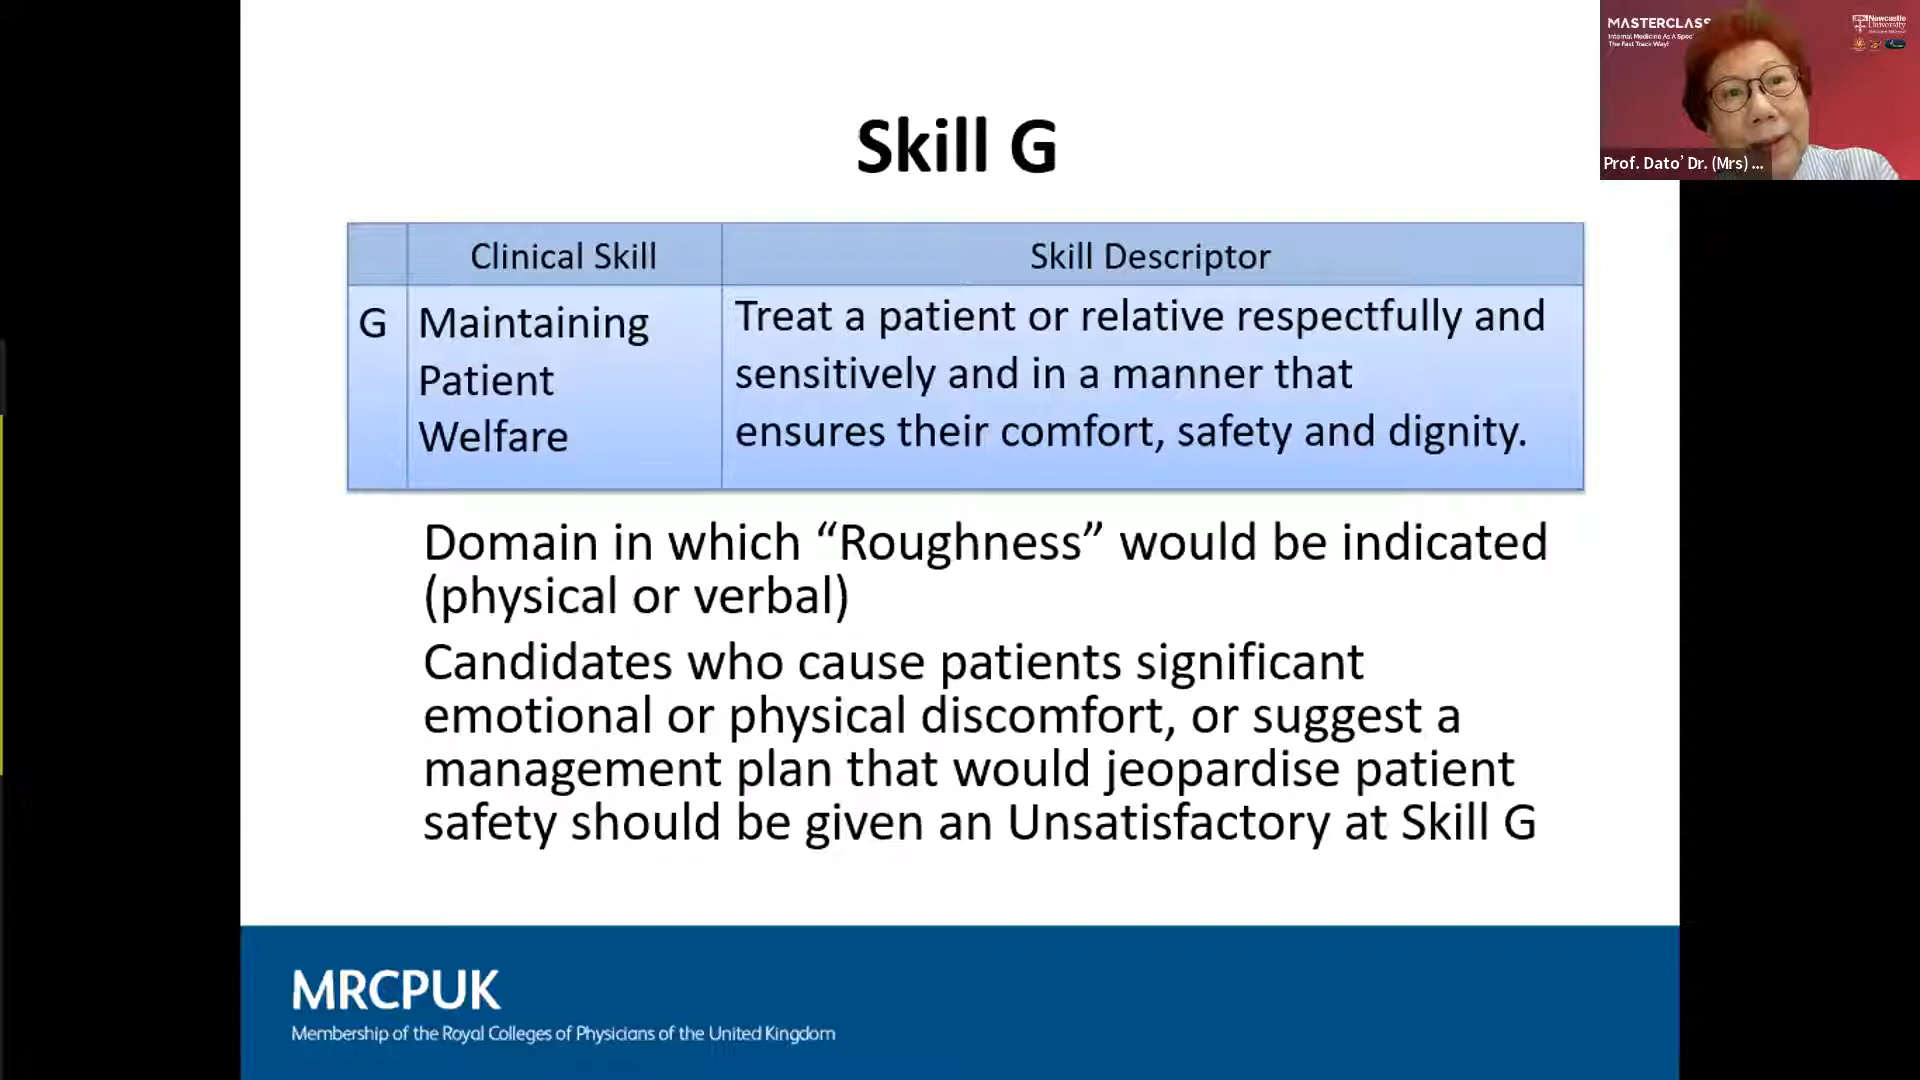 Skill G
Clinical Skill
Skill Descriptor
G
Maintaining
Patient
Welfare
Treat a patient or relative respectfully and
sensitively and in a manner that
ensures their comfort, safety and dignity.
Domain in which “Roughness” would be indicated
(physical or verbal)
Candidates who cause patients significant
emotional or physical discomfort, or suggest a
management plan that would jeopardise patient
safety should be given an Unsatisfactory at Skill G
MRCPUK
Membership of the Royal Colleges of Physicians of the United Kingdom
MASTERCLASS
Internal Medicine As A
The Fast Track Way!
Newcastle
University
Prof. Dato’ Dr. (Mrs) ...